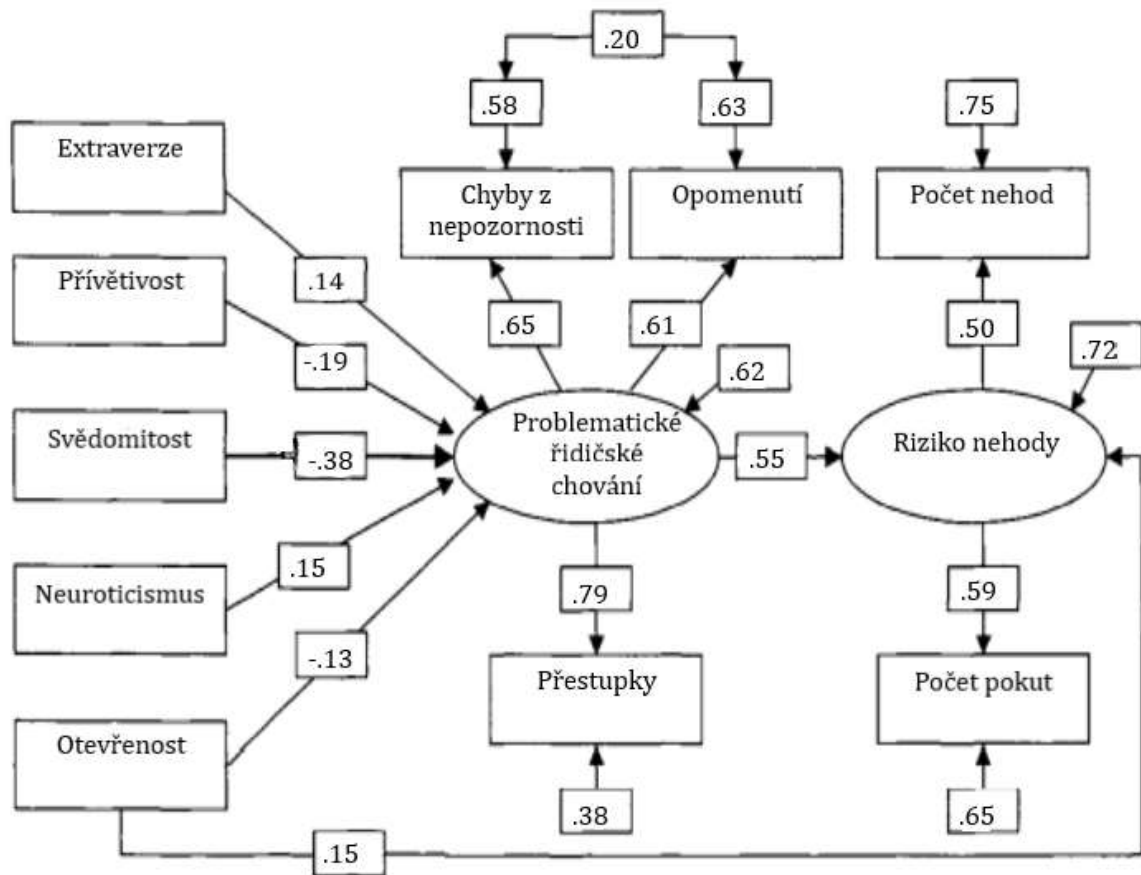 .20
.58
.63
.75
Extraverze
Chyby z
nepozornosti
Opomenutí
Počet nehod
Přívětivost
.14
.65
.61
.50
-.19
.62
.72
Svědomitost
-.38
Problematické
řidičské
chování
.55
Riziko nehody
Neuroticismus
.15
.79
.59
-.13
Přestupky
Počet pokut
Otevřenost
.38
.65
.15